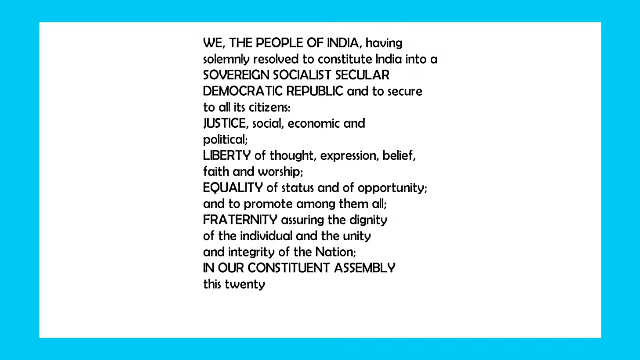 WE, THE PEOPLE OF INDIA, having
solemnly resolved to constitute India into a
SOVEREIGN SOCIALIST SECULAR
DEMOCRATIC REPUBLIC and to secure
to all its citizens:
JUSTICE, social, economic and
political;
LIBERTY of thought, expression, belief,
faith and worship;
EQUALITY of status and of opportunity;
and to promote among them all;
FRATERNITY assuring the dignity
of the individual and the unity
and integrity of the Nation;
IN OUR CONSTITUENT ASSEMBLY
this twenty